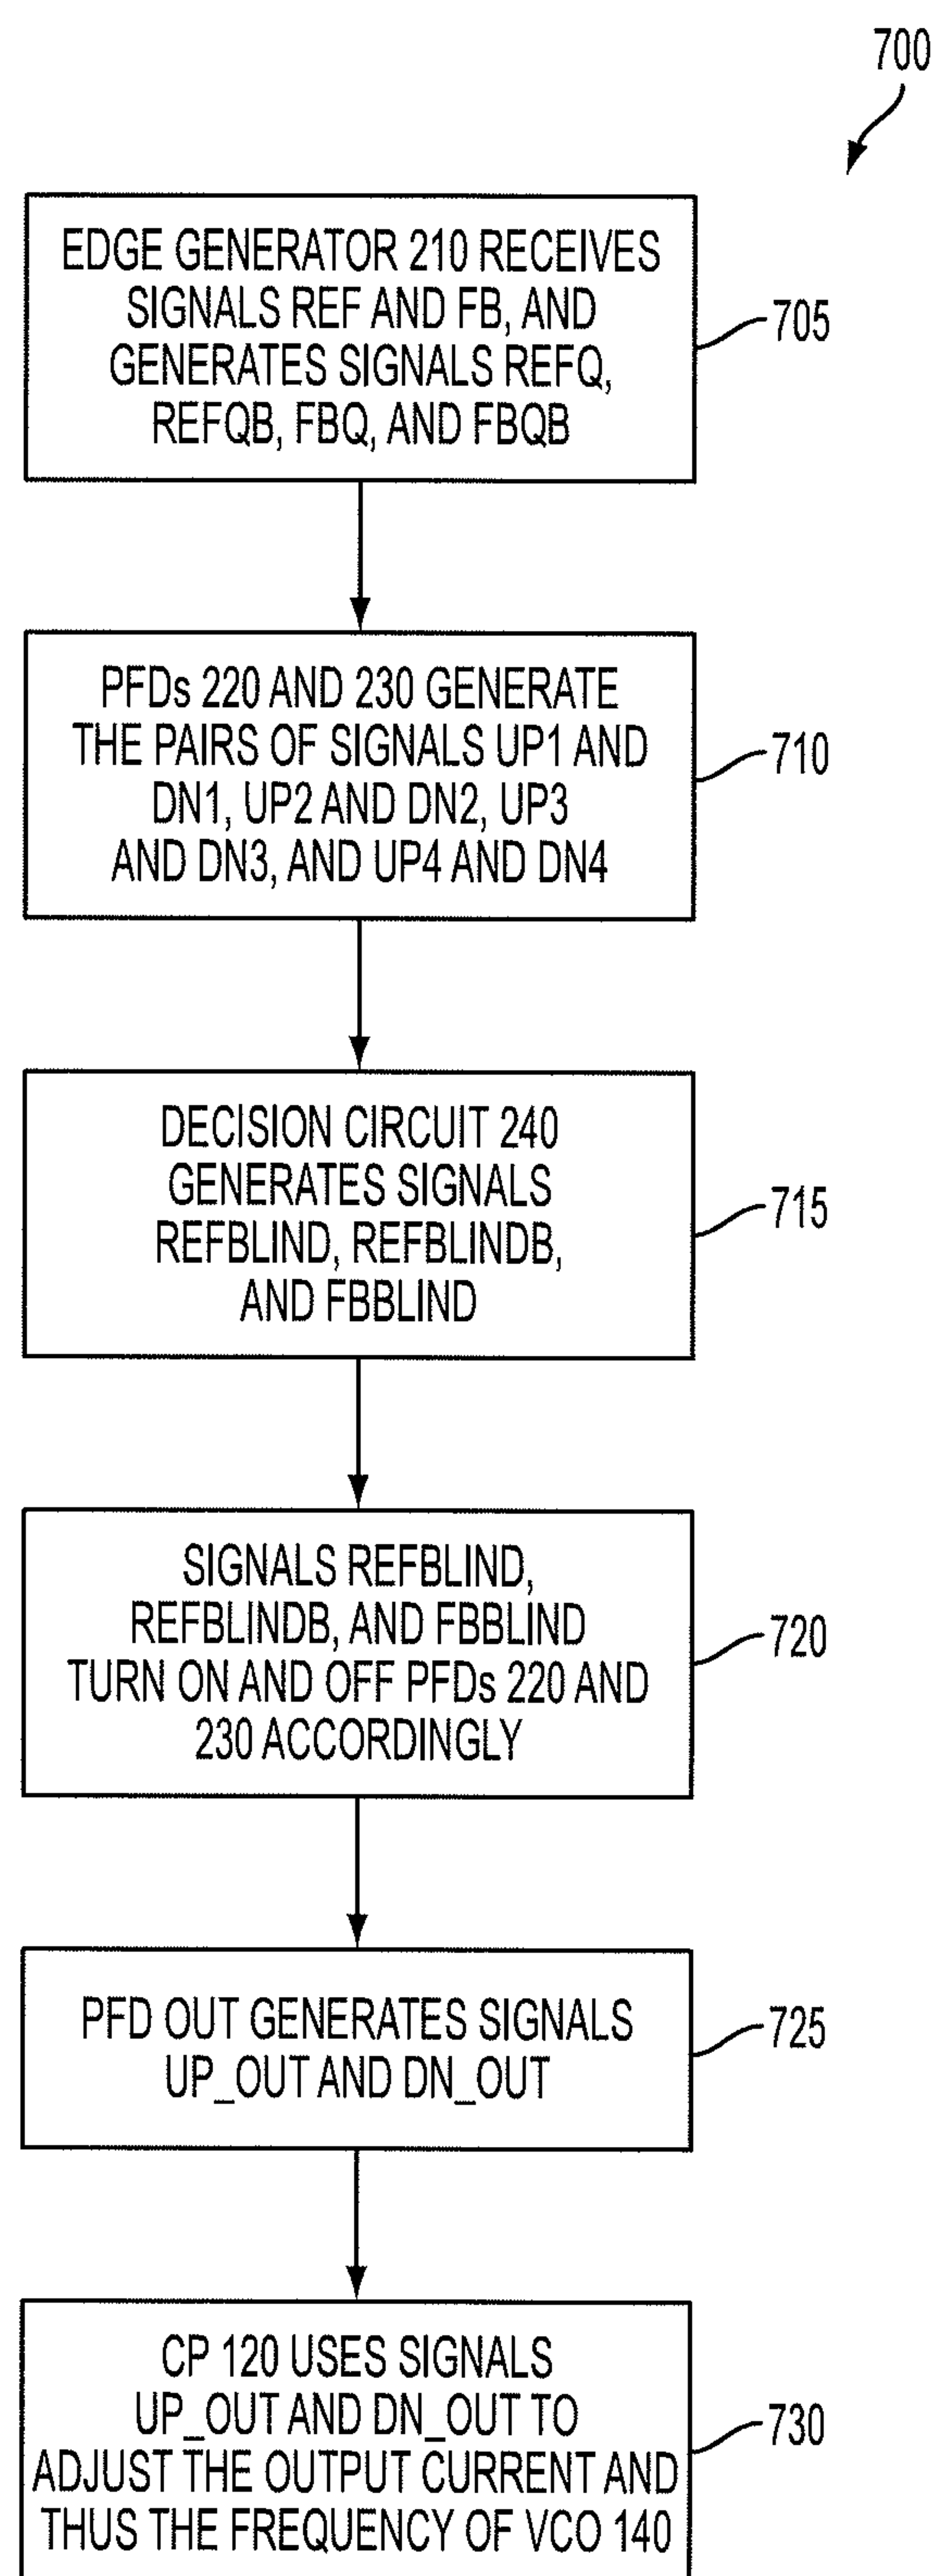 700
EDGE GENERATOR 210 RECEIVES
SIGNALS REF AND FB, AND
GENERATES SIGNALS REFQ,
REFQB, FBQ, AND FBQB
705
PFDs 220 AND 230 GENERATE
THE PAIRS OF SIGNALS UP1 AND
DN1, UP2 AND DN2, UP3
AND DN3, AND UP4 AND DN4
710
DECISION CIRCUIT 240
GENERATES SIGNALS
REFBLIND, REFBLINDB,
AND FBBLIND
715
SIGNALS REFBLIND,
REFBLINDB, AND FBBLIND
TURN ON AND OFF PFDs 220 AND
230 ACCORDINGLY
720
PFD OUT GENERATES SIGNALS
UP_OUT AND DN_OUT
725
CP 120 USES SIGNALS
UP_OUT AND DN_OUT TO
ADJUST THE OUTPUT CURRENT AND
THUS THE FREQUENCY OF VCO 140
730